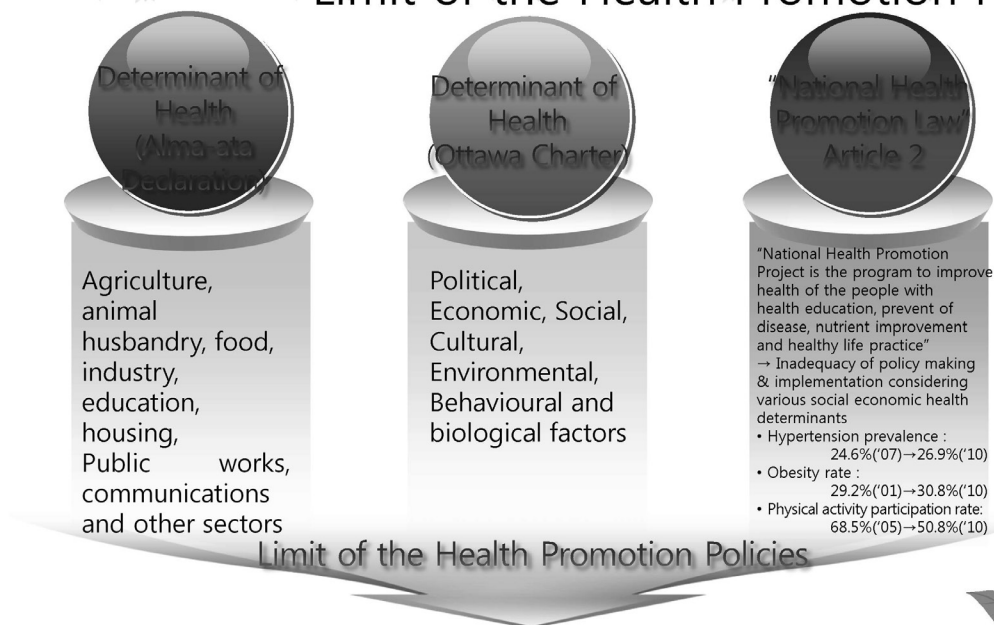 Limit of the Health Promotion
Determinant of
Health
(Alma-ata
Declaration)
Agriculture,
animal
husbandry, food,
industry,
education,
housing,
Public works,
communications
and other sectors
Determinant of
Health
(Ottawa Charter)
Political,
Economic, Social,
Cultural,
Environmental,
Behavioural and
biological factors
“National Health
Promotion Law”
Article 2
“National Health Promotion
Project is the program to improve
health of the people with
health education, prevent of
disease, nutrient improvement
and healthy life practice”
→ Inadequacy of policy making
& implementation considering
various social economic health
determinants
• Hypertension prevalence :
24.6%(‘07)→26.9%(‘10)
• Obesity rate :
29.2%(‘01)→30.8%(‘10)
• Physical activity participation rate:
68.5%(‘05)→50.8%(‘10)
Limit of the Health Promotion Policies